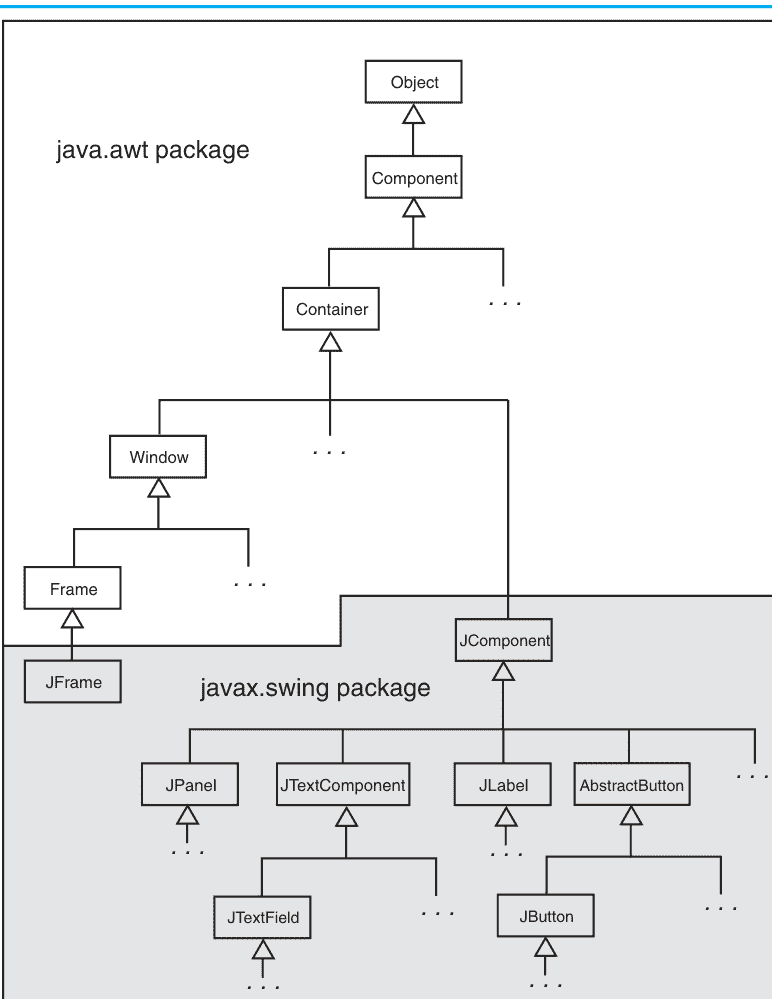 Object
java.awt package
Component
Container
. . .
Window
. . .
Frame
. . .
JComponent
JFrame
javax.swing package
JPanel
JTextComponent
JLabel
AbstractButton
. . .
. . .
. . .
JTextField
. . .
JButton
. . .
. . .
. . .